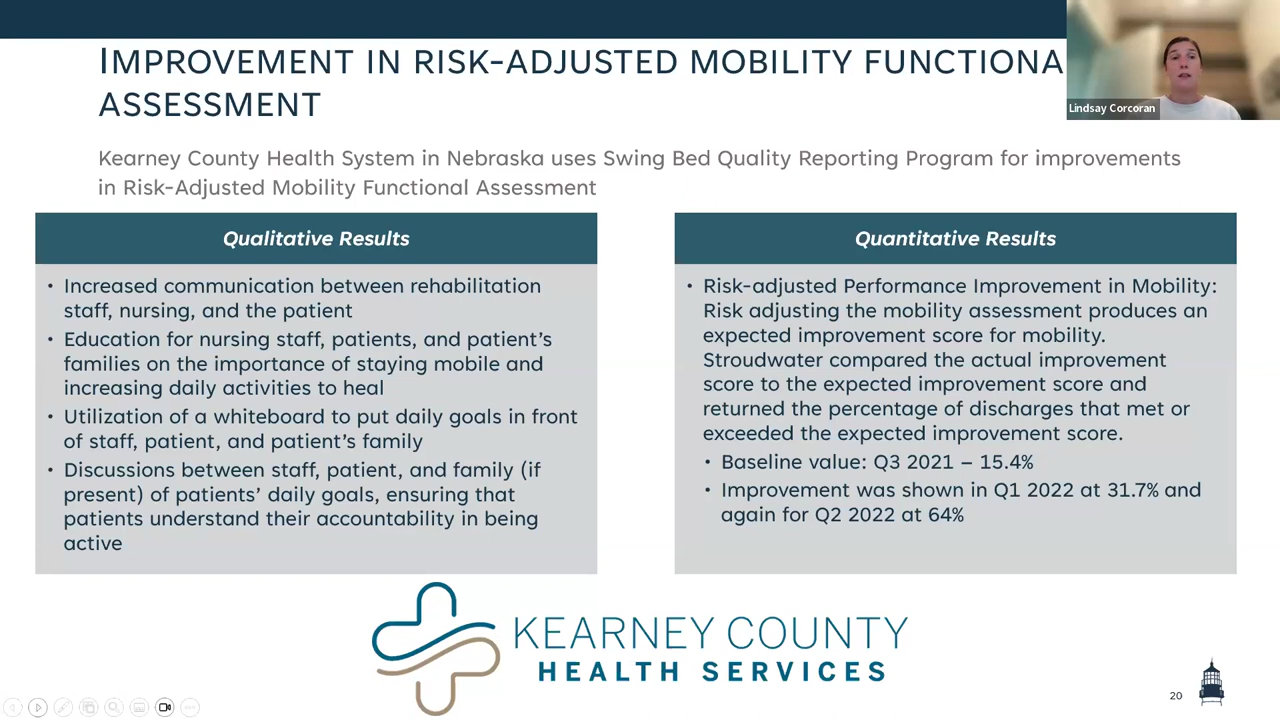 IMPROVEMENT IN RISK-ADJUSTED MOBILITY FUNCTIONA
ASSESSMENT
Lindsay Corcoran
Kearney County Health System in Nebraska uses Swing Bed Quality Reporting Program for improvements
in Risk-Adjusted Mobility Functional Assessment
Qualitative Results
• Increased communication between rehabilitation
staff, nursing, and the patient
• Education for nursing staff, patients, and patient's
families on the importance of staying mobile and
increasing daily activities to heal
• Utilization of a whiteboard to put daily goals in front
of staff, patient, and patient's family
• Discussions between staff, patient, and family (if
present) of patients' daily goals, ensuring that
patients understand their accountability in being
active
Quantitative Results
• Risk-adjusted Performance Improvement in Mobility:
Risk adjusting the mobility assessment produces an
expected improvement score for mobility.
Stroudwater compared the actual improvement
score to the expected improvement score and
returned the percentage of discharges that met or
exceeded the expected improvement score.
• Baseline value: Q3 2021 – 15.4%
• Improvement was shown in Q1 2022 at 31.7% and
again for Q2 2022 at 64%
KEARNEY COUNTY
HEALTH SERVICES
20